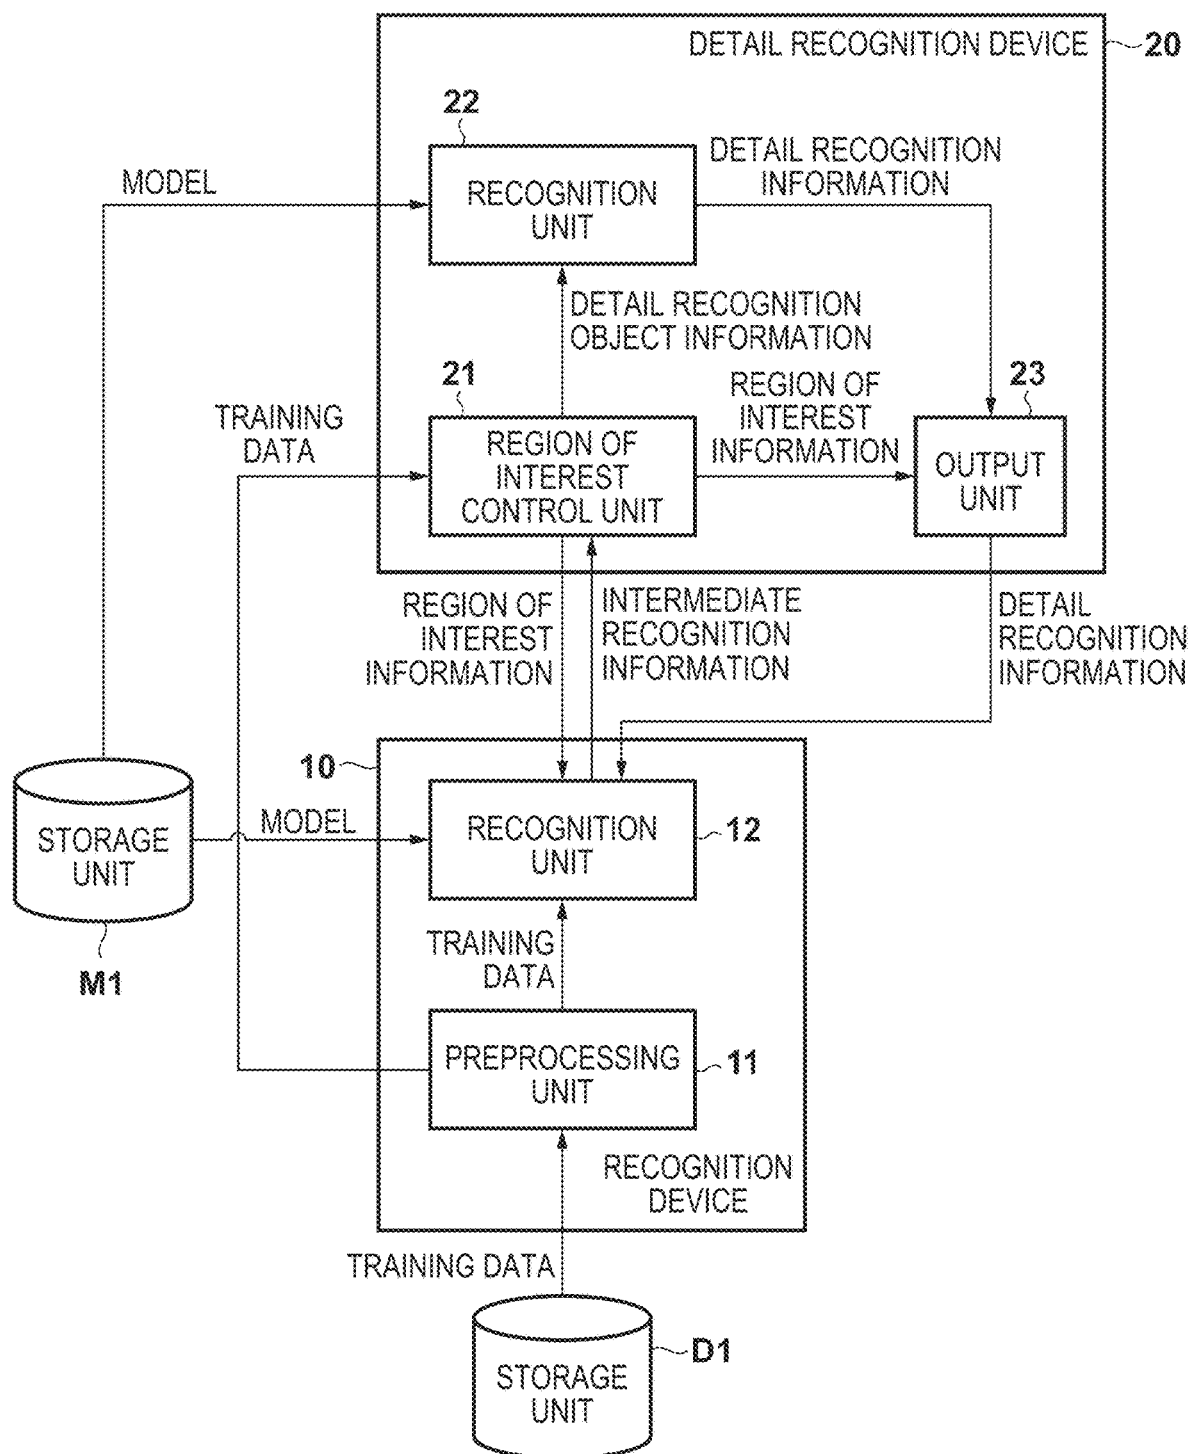 DETAIL RECOGNITION DEVICE
20
22
RECOGNITION
UNIT
DETAIL RECOGNITION
INFORMATION
MODEL
DETAIL RECOGNITION
OBJECT INFORMATION
21
REGION OF
INTEREST
CONTROL UNIT
REGION OF
INTEREST
INFORMATION
23
OUTPUT
UNIT
TRAINING
DATA
REGION OF
INTEREST
INFORMATION
INTERMEDIATE
RECOGNITION
INFORMATION
DETAIL
RECOGNITION
INFORMATION
10
STORAGE
UNIT
M1
MODEL
RECOGNITION
UNIT
12
TRAINING
DATA
PREPROCESSING
UNIT
11
RECOGNITION
DEVICE
TRAINING DATA
STORAGE
UNIT
D1